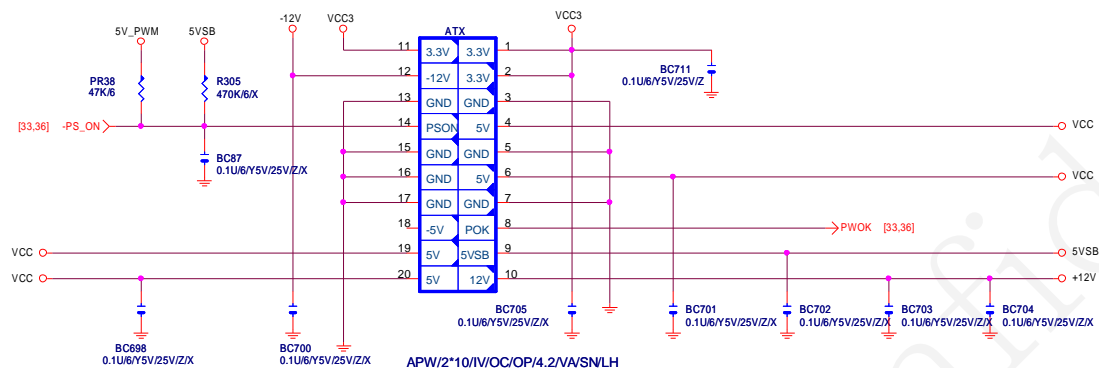 -12V VCC3 VCC3
5V_PWM 5VSB
ATX
11 3.3V 3.3V 1
12 -12V 3.3V 2
13 GND GND 3
14 PSON 5V 4
15 GND GND 5
16 GND 5V 6
17 GND GND 7
18 -5V POK 8
19 5V 5VSB 9
20 5V 12V 10
PR38
47K/6
R305
470K/6/X
BC711
0.1U/6/Y5V/25V/Z
[33,36] -PS_ON
VCC
BC87
0.1U/6/Y5V/25V/Z/X
VCC
PWOK [33,36]
VCC
5VSB
VCC
+12V
BC698
0.1U/6/Y5V/25V/Z/X
BC700
0.1U/6/Y5V/25V/Z/X
BC705
0.1U/6/Y5V/25V/Z/X
BC701
0.1U/6/Y5V/25V/Z/X
BC702
0.1U/6/Y5V/25V/Z/X
BC703
0.1U/6/Y5V/25V/Z/X
BC704
0.1U/6/Y5V/25V/Z/X
APW/2*10/IV/OC/OP/4.2/VA/SN/LH